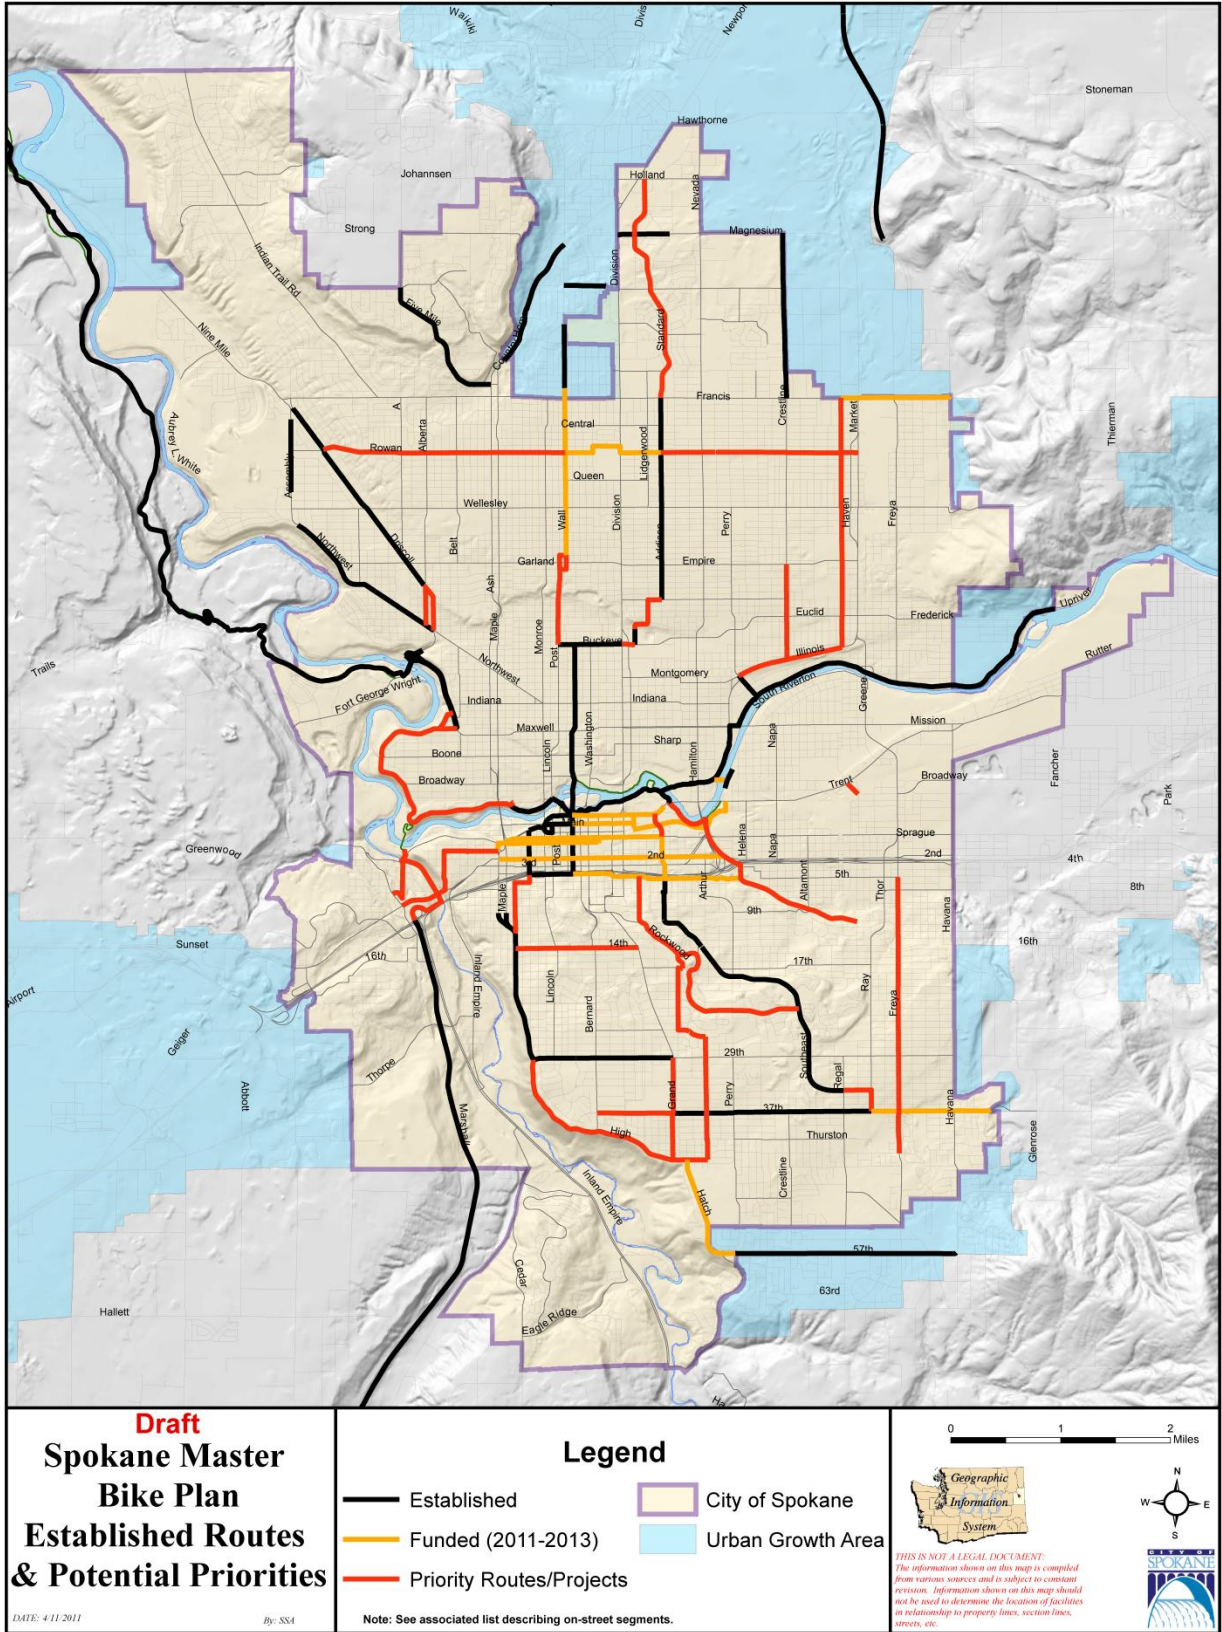 Waikiki
Division
Newport
Stoneman
Hawthorne
Johannsen
Holland
Nevada
Strong
Magnesium
Indian Trail Rd
Division
Five Mile
Nine Mile
Standard
Francis
Crestline
Market
A
Alberta
Central
Aubrey L. White
Rowan
Lidgerwood
Thierman
Assembly
Queen
Wellesley
Wall
Division
Perry
Haven
Freya
Belt
Driscoll
Northwest
Garland
Addison
Empire
Ash
Euclid
Frederick
Upriver
Maple
Monroe
Buckeye
Post
Illinois
Rutter
Trails
Northwest
Montgomery
Fort George Wright
Indiana
Indiana
South Riverton
Greene
Maxwell
Washington
Mission
Boone
Lincoln
Sharp
Hamilton
Napa
Broadway
Trent
Broadway
Fancher
Park
Main
Helena
Napa
Sprague
Greenwood
3rd
Post
2nd
2nd
4th
Arthur
Altamont
5th
Thor
8th
Maple
9th
Havana
Sunset
16th
14th
Rockwood
17th
16th
Airport
Inland Empire
Lincoln
Bernard
Ray
Freya
Geiger
29th
Southeast
Thorpe
Abbott
Grand
Perry
Regal
Havana
Marshall
37th
High
Thurston
Glenrose
Crestline
Inland Empire
Hatch
57th
Cedar
63rd
Hallett
Eagle Ridge
Draft
Spokane Master
Bike Plan
Established Routes
& Potential Priorities
DATE: 4/11/2011
By: SSA
Legend
Established
Funded (2011-2013)
Priority Routes/Projects
City of Spokane
Urban Growth Area
Note: See associated list describing on-street segments.
0 1 2
Miles
Geographic
Information
System
GIS
N
W E
S
THIS IS NOT A LEGAL DOCUMENT:
The information shown on this map is compiled
from various sources and is subject to constant
revision. Information shown on this map should
not be used to determine the location of facilities
in relationship to property lines, section lines,
streets, etc.
CITY OF
SPOKANE